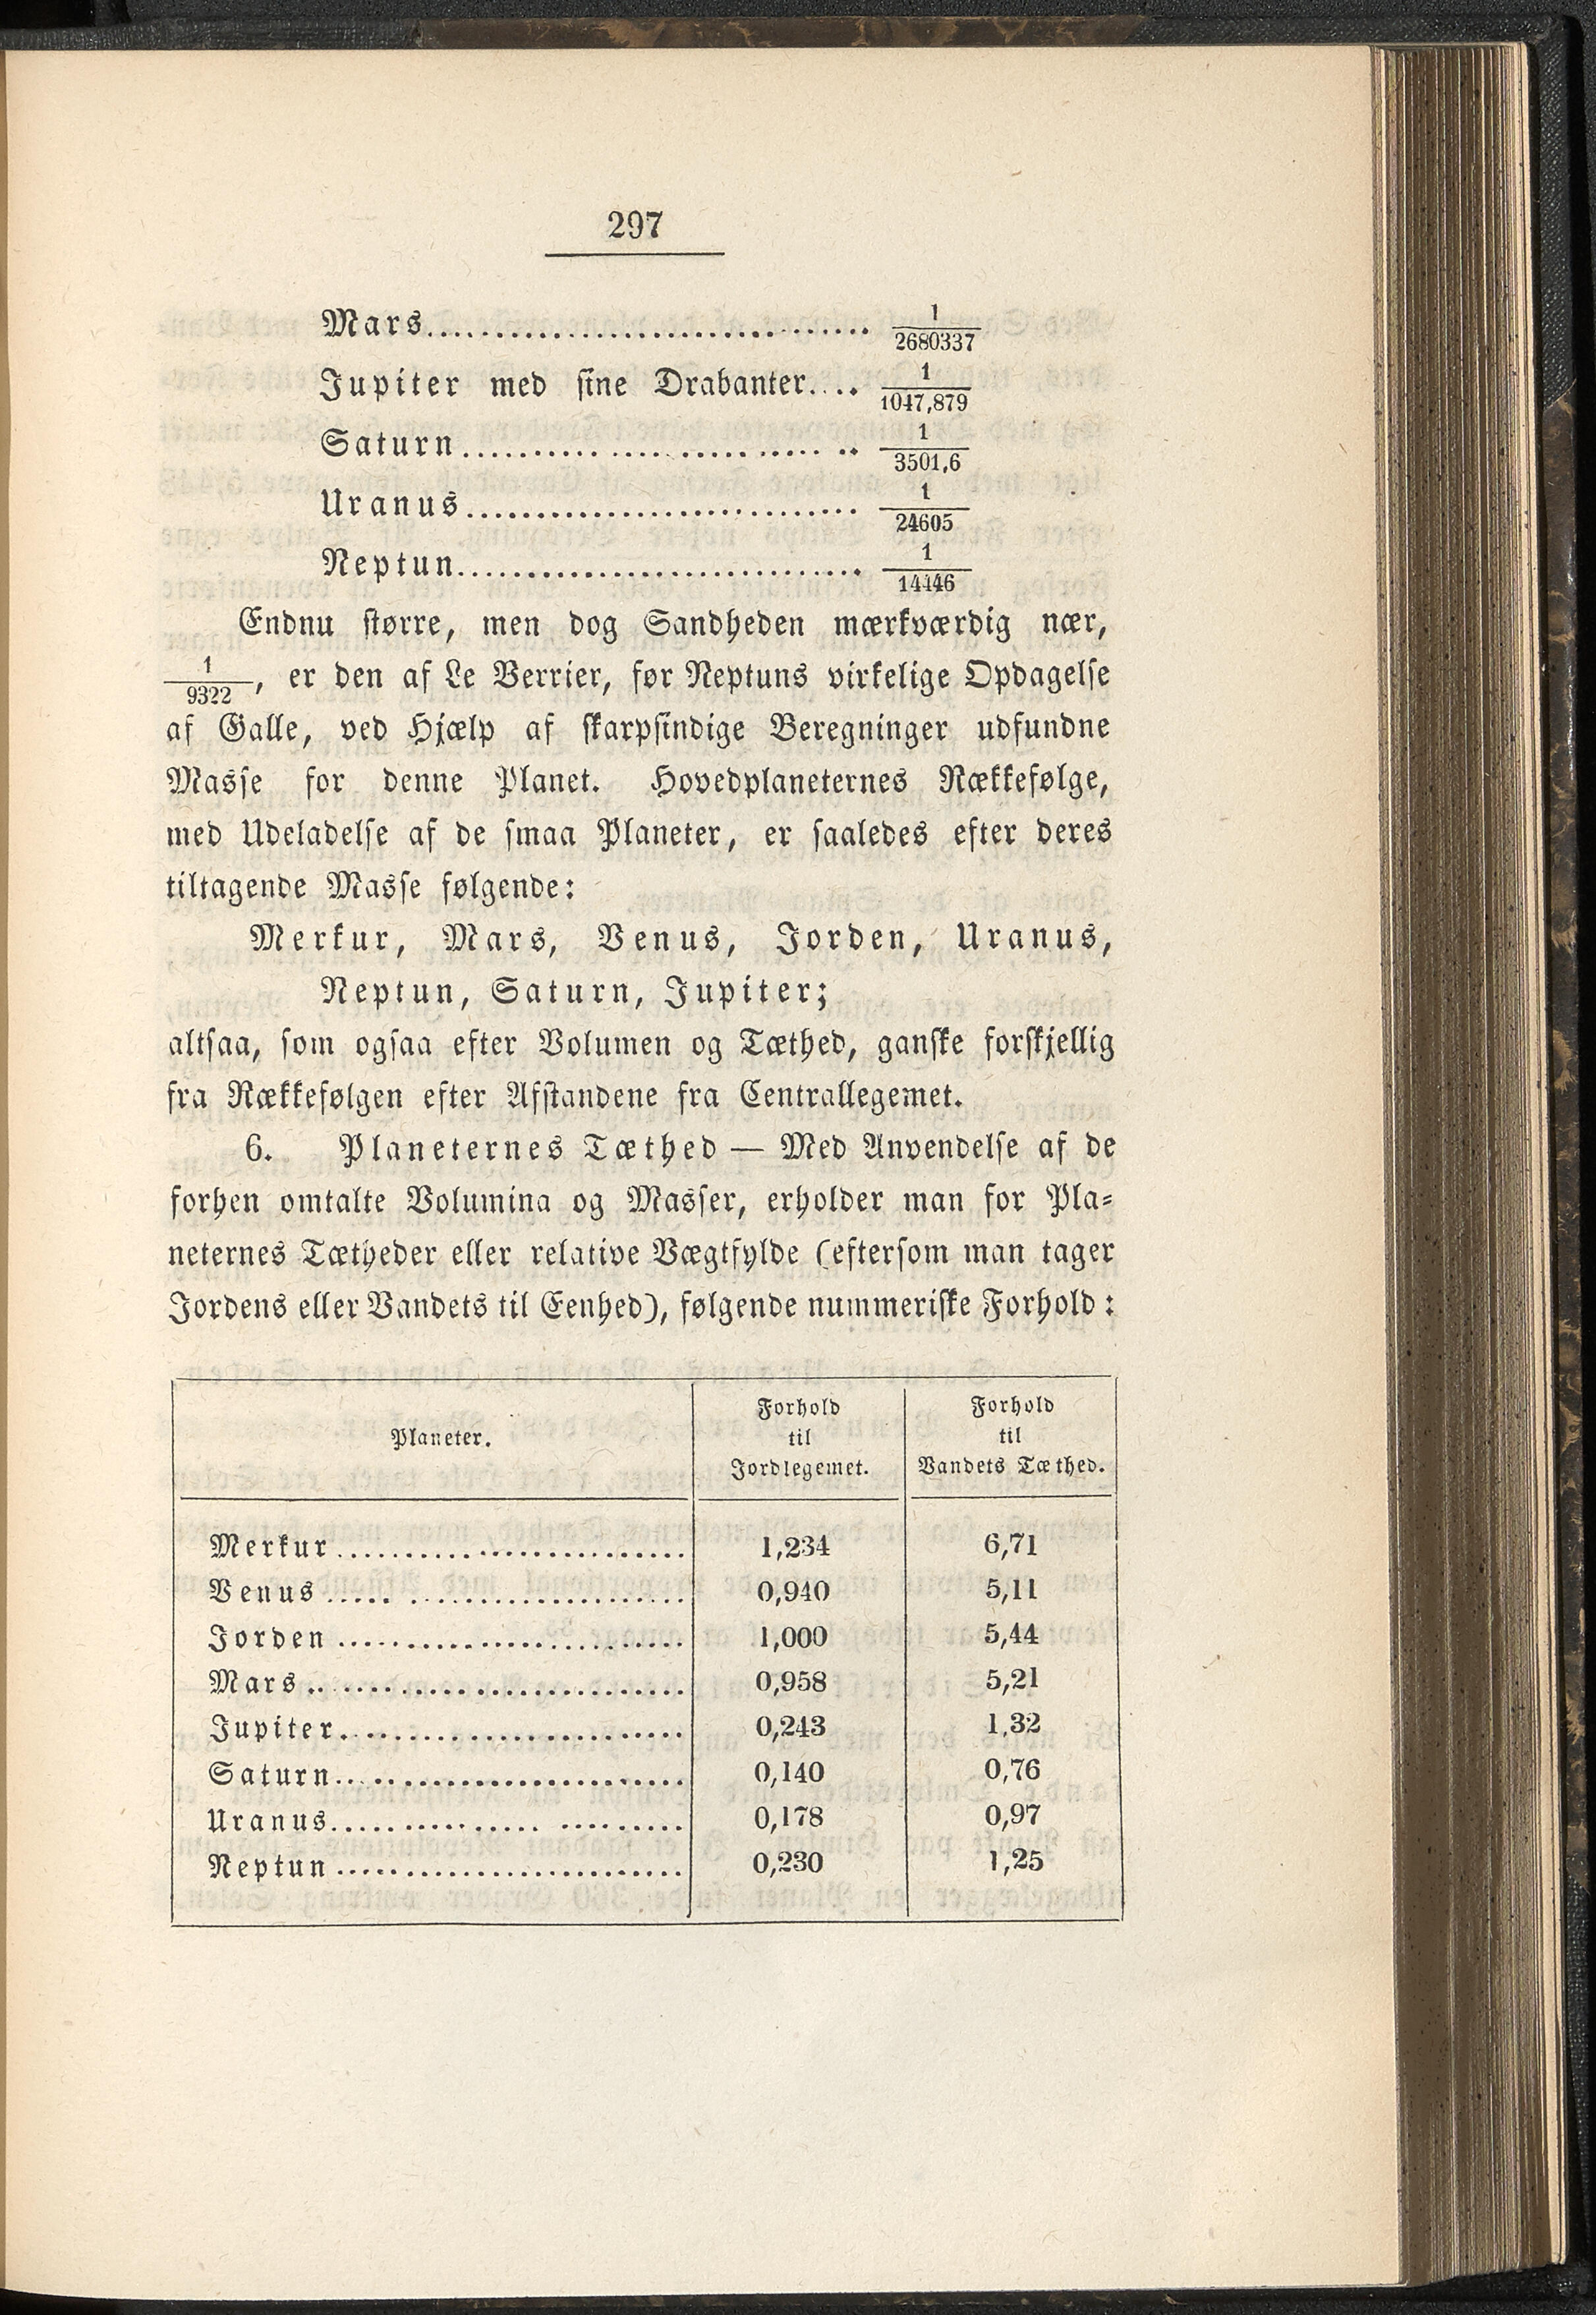 297
Mars................................ 1/2680337
Jupiter med sine Drabanter.... 1/1047,879
Saturn............................. 1/3501,6
Uranus............................. 1/24605
Neptun............................. 1/14446
Endnu større, men dog Sandheden mærkværdig nær,
1/9322, er den af Le Verrier, før Neptuns virkelige Opdagelse
af Galle, ved Hjælp af skarpsindige Beregninger udfundne
Masse for denne Planet. Hovedplaneternes Rækkefølge,
med Udeladelse af de smaa Planeter, er saaledes efter deres
tiltagende Masse følgende:
Merkur, Mars, Venus, Jorden, Uranus,
Neptun, Saturn, Jupiter;
altsaa, som ogsaa efter Volumen og Tæthed, ganske forskjellig
fra Rækkefølgen efter Afstandene fra Centrallegemet.
6. Planeternes Tæthed — Med Anvendelse af de
forhen omtalte Volumina og Masser, erholder man for Pla-
neternes Tætheder eller relative Vægtfylde (eftersom man tager
Jordens eller Vandets til Eenhed), følgende nummeriske Forhold:
Planeter. Forhold til Jordlegemet. Forhold til Vandets Tæthed.
Merkur............................ 1,234 6,71
Venus............................ 0,940 5,11
Jorden............................ 1,000 5,44
Mars............................ 0,958 5,21
Jupiter............................ 0,243 1,32
Saturn............................ 0,140 0,76
Uranus............................ 0,178 0,97
Neptun............................ 0,230 1,25